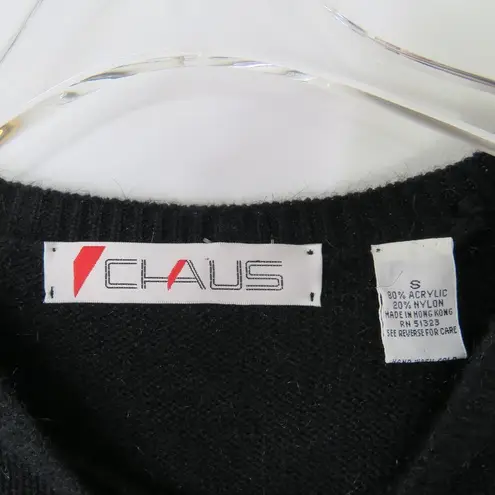 CHAUS
S
80% ACRYLIC
20% NYLON
MADE IN HONG KONG
RN 51323
SEE REVERSE FOR CARE